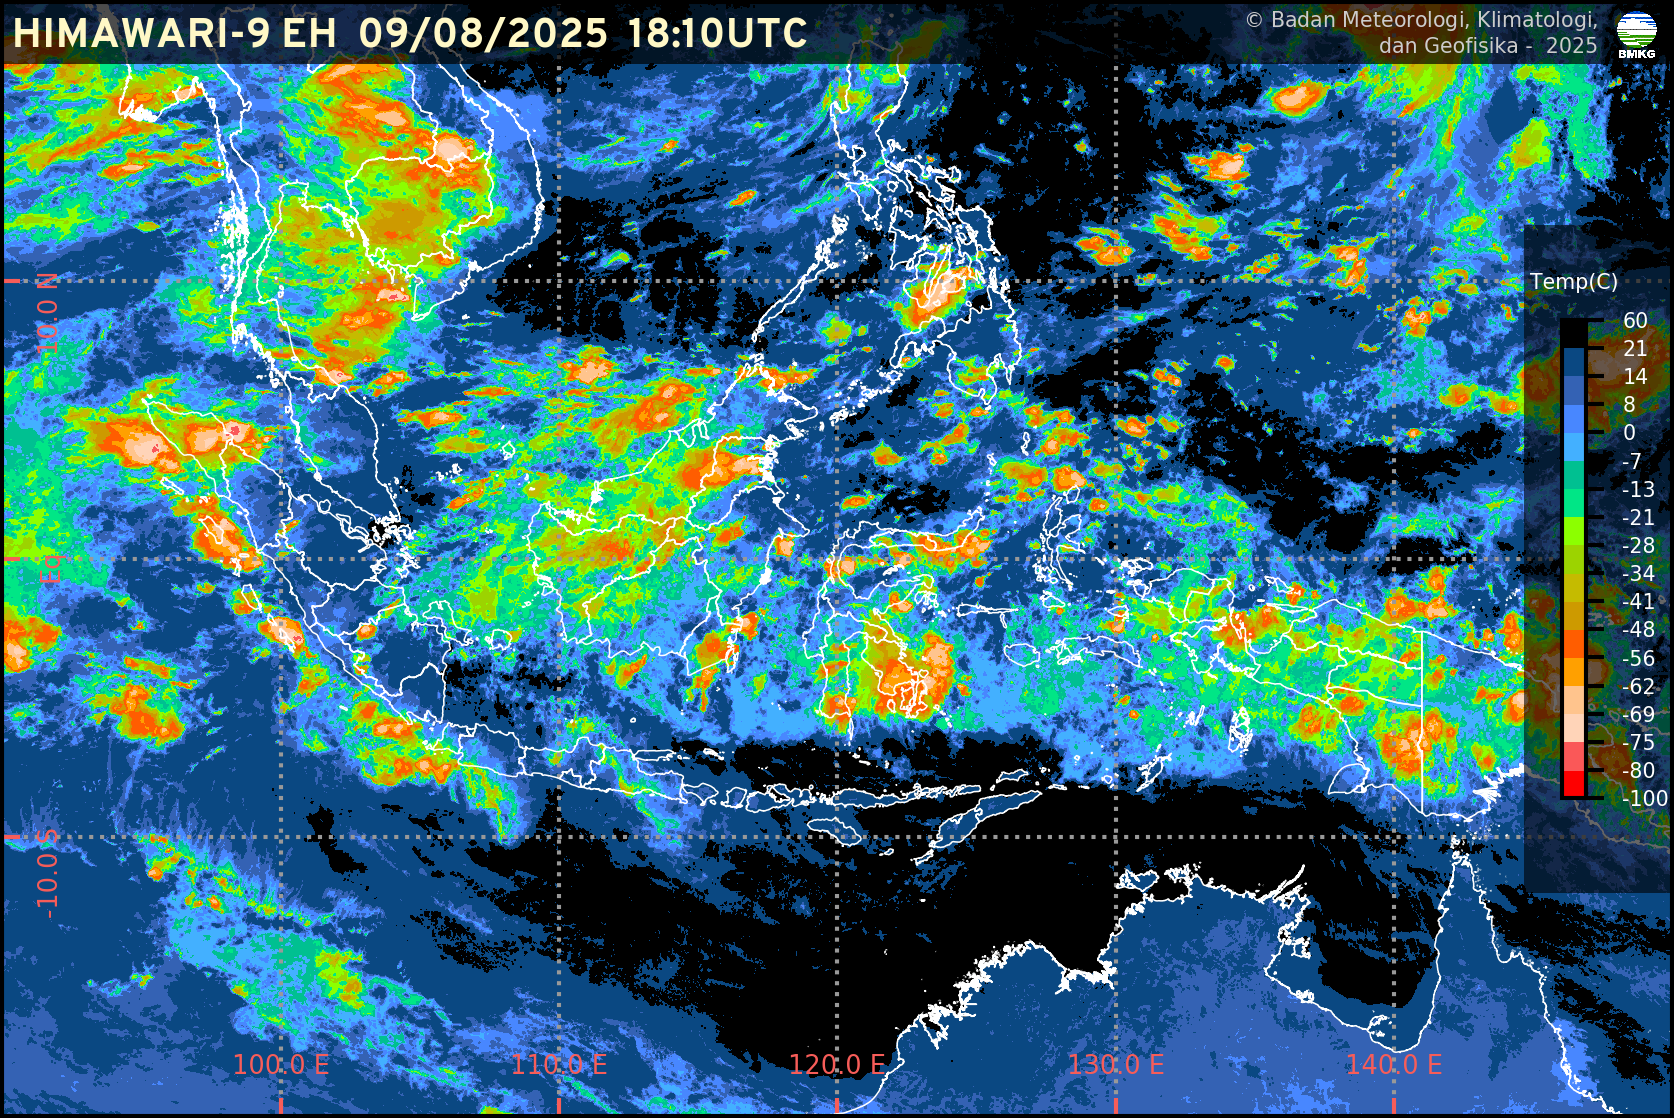 HIMAWARI-9 EH 09/08/2025 18:10UTC
© Badan Meteorologi, Klimatologi,
dan Geofisika - 2025
BMKG
Temp(C)
60
21
14
8
0
-7
-13
-21
-28
-34
-41
-48
-56
-62
-69
-75
-80
-100
10.0 N
Eq
-10.0 S
100.0 E
110.0 E
120.0 E
130.0 E
140.0 E